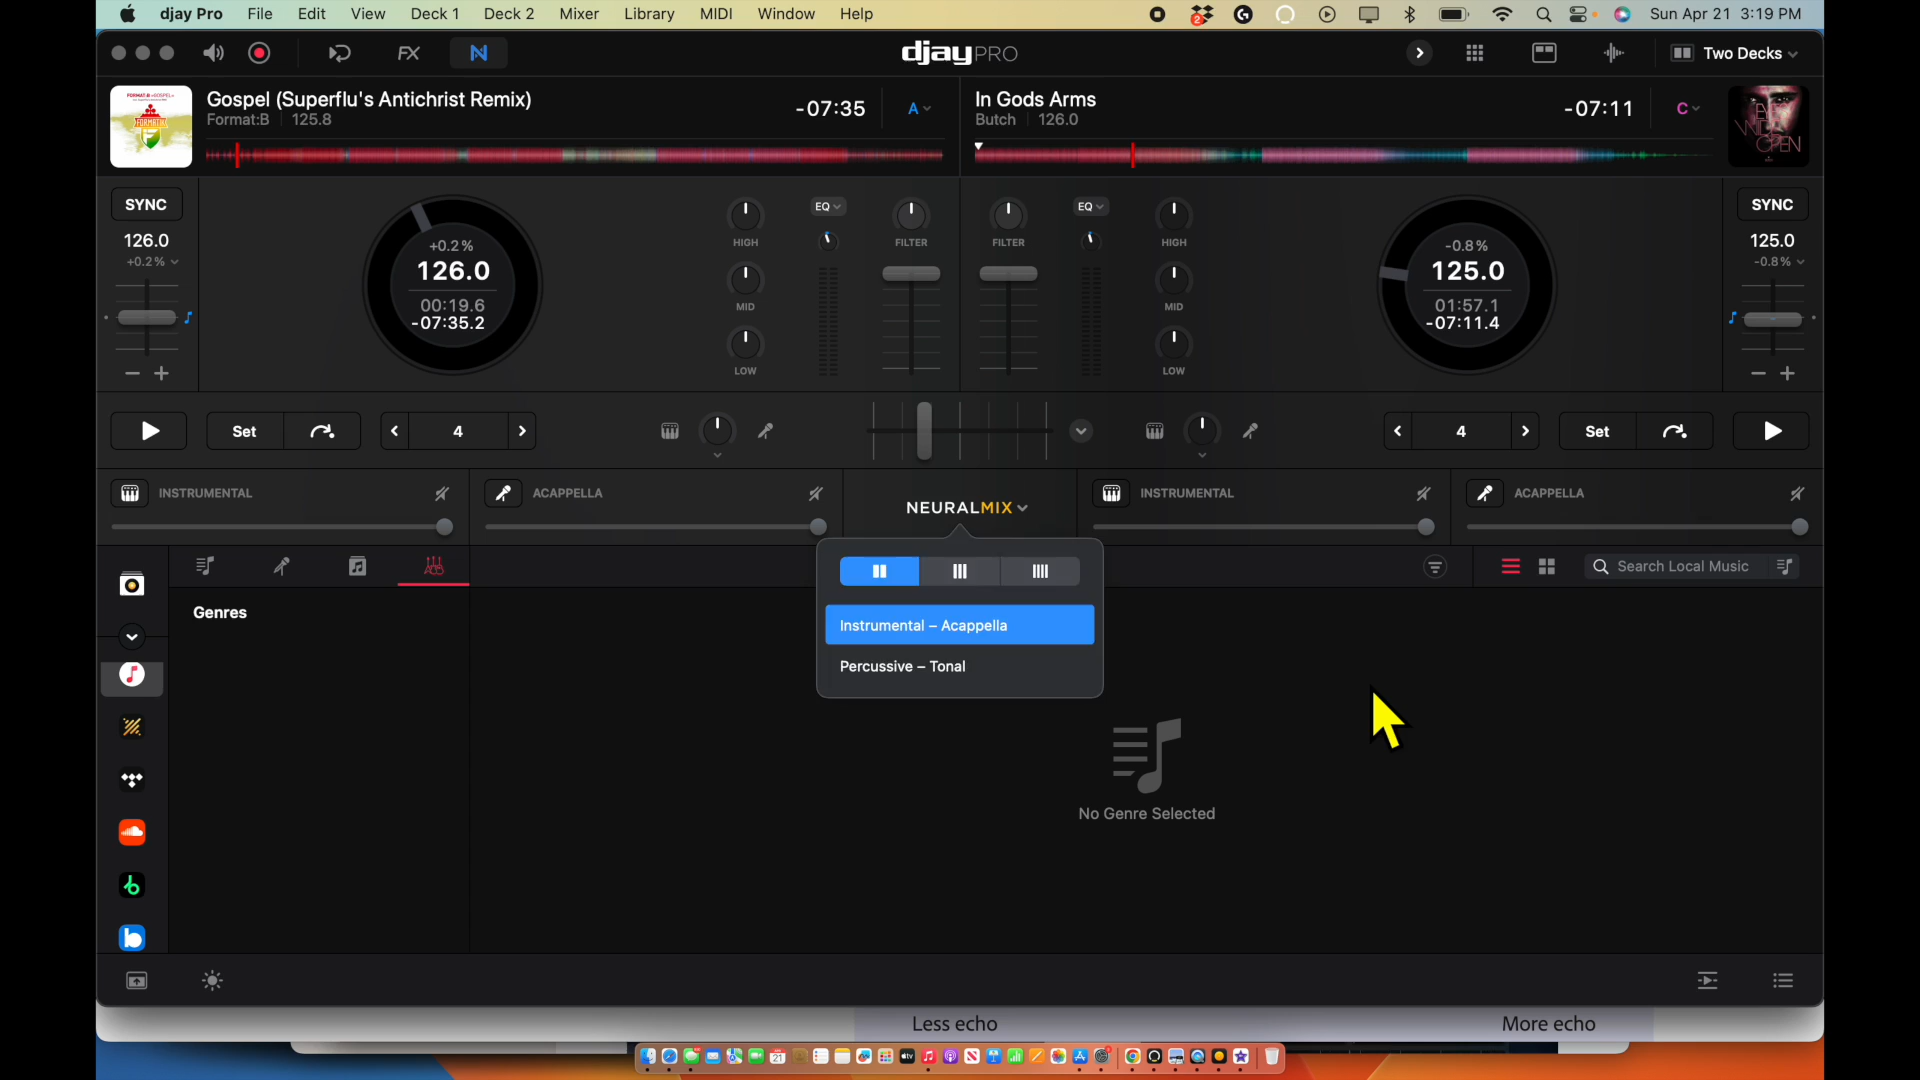 djay Pro File Edit View Deck 1 Deck 2 Mixer Library MIDI Window Help Sun Apr 21 3:19 PM
2
FX djayPRO Two Decks
Gospel (Superflu's Antichrist Remix) -07:35 A
Format:B 125.8
In Gods Arms -07:11 C
Butch 126.0
SYNC
126.0
+0.2%
+0.2%
126.0
00:19.6
-07:35.2
HIGH
MID
LOW
EQ
FILTER
FILTER
EQ
HIGH
MID
LOW
-0.8%
125.0
01:57.1
-07:11.4
SYNC
125.0
-0.8%
Set 4
4 Set
INSTRUMENTAL ACAPPELLA NEURALMIX INSTRUMENTAL ACAPPELLA
Instrumental – Acappella
Percussive – Tonal
Search Local Music
Genres
No Genre Selected
Less echo More echo